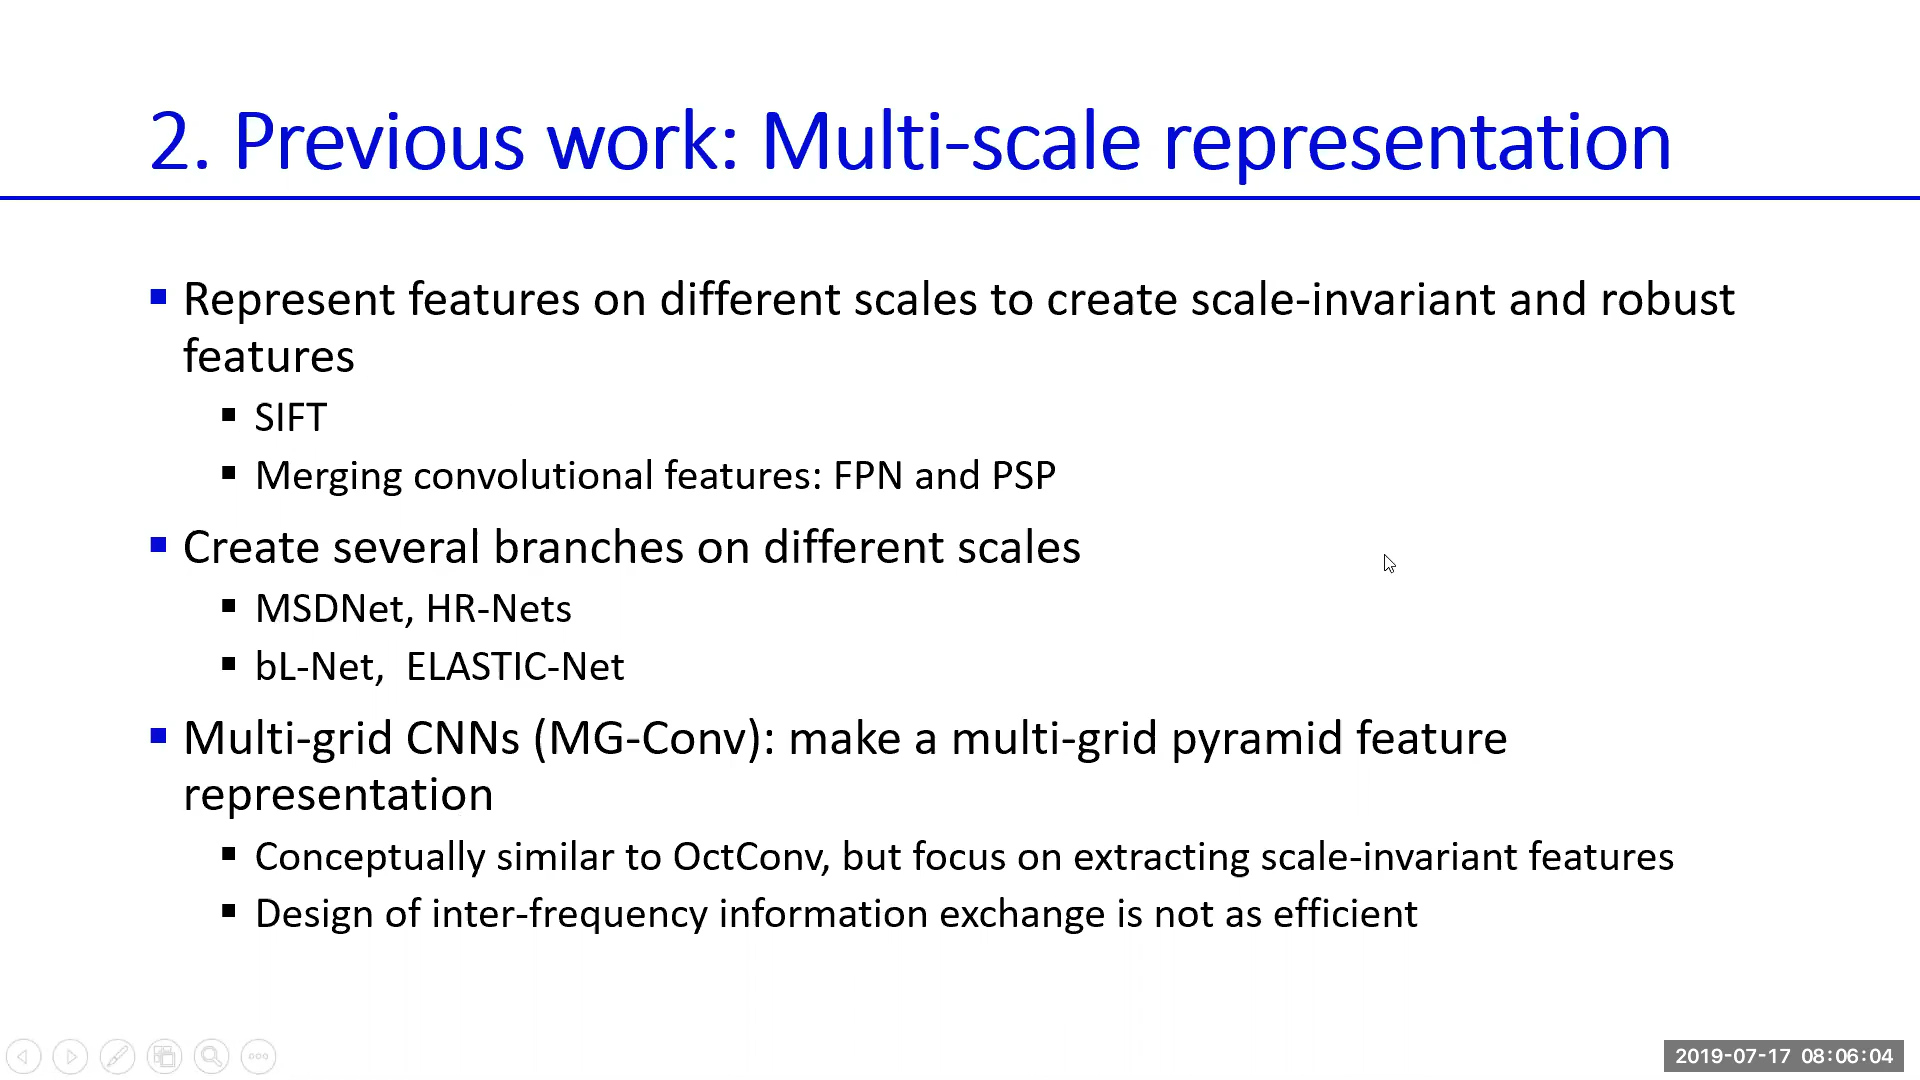 2. Previous work: Multi-scale representation
Represent features on different scales to create scale-invariant and robust
features
SIFT
Merging convolutional features: FPN and PSP
Create several branches on different scales
MSDNet, HR-Nets
bL-Net, ELASTIC-Net
Multi-grid CNNs (MG-Conv): make a multi-grid pyramid feature
representation
Conceptually similar to OctConv, but focus on extracting scale-invariant features
Design of inter-frequency information exchange is not as efficient
2019-07-17 08:06:04